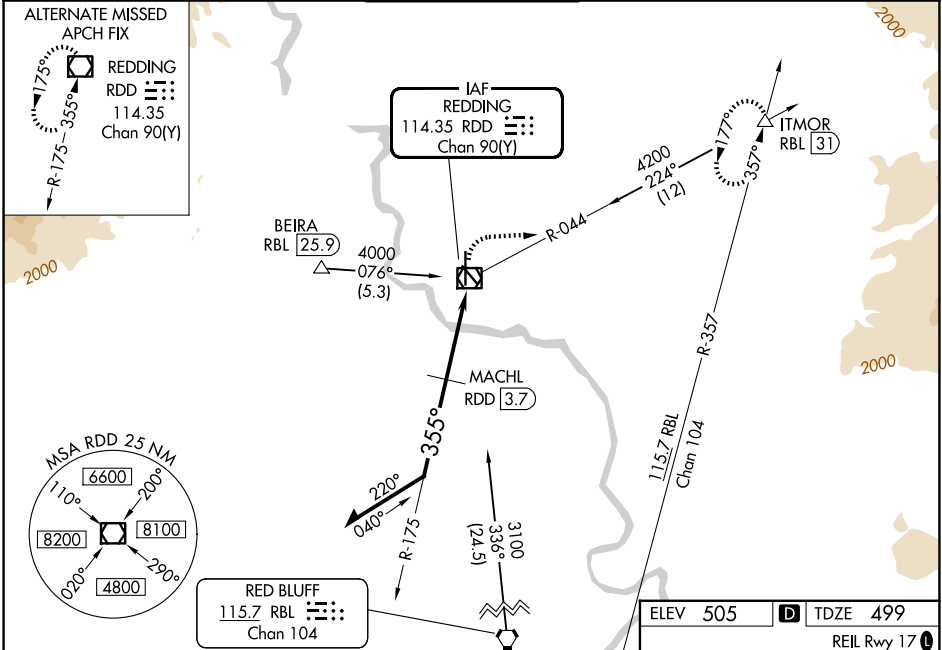 ALTERNATE MISSED
APCH FIX
175°
355°
R-175
REDDING
RDD
114.35
Chan 90(Y)
IAF
REDDING
114.35 RDD
Chan 90(Y)
2000
177°
357°
ITMOR
RBL 31
4200
224°
(12)
R-044
BEIRA
RBL 25.9
4000
076°
(5.3)
2000
R-357
2000
MACHL
RDD 3.7
355°
115.7 RBL
Chan 104
MSA RDD 25 NM
6600
110°
200°
8200
8100
020°
290°
4800
220°
040°
R-175
3100
336°
(24.5)
RED BLUFF
115.7 RBL
Chan 104
ELEV 505 D TDZE 499
REIL Rwy 17 L